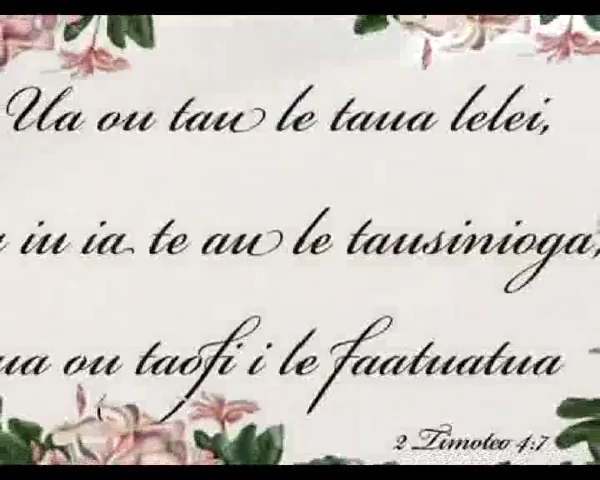 Ua ou tau le taua lelei,
iu ia te au le tausinioga,
ua ou taofi i le faatuatua
2 Timoteo 4:7